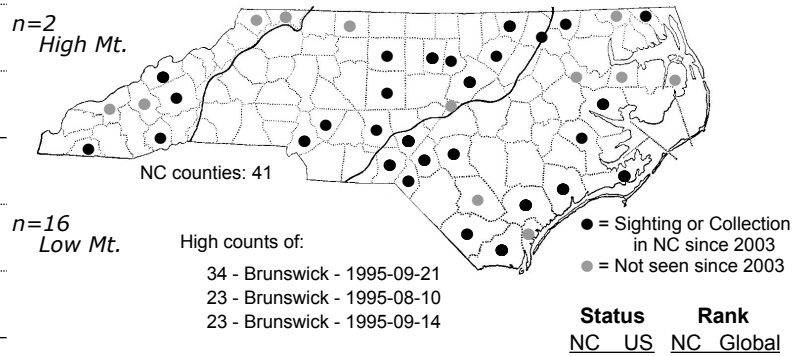 n=2
High Mt.
NC counties: 41
n=16
Low Mt.
High counts of:
34 - Brunswick - 1995-09-21
23 - Brunswick - 1995-08-10
23 - Brunswick - 1995-09-14
= Sighting or Collection
in NC since 2003
= Not seen since 2003
Status Rank
NC US NC Global